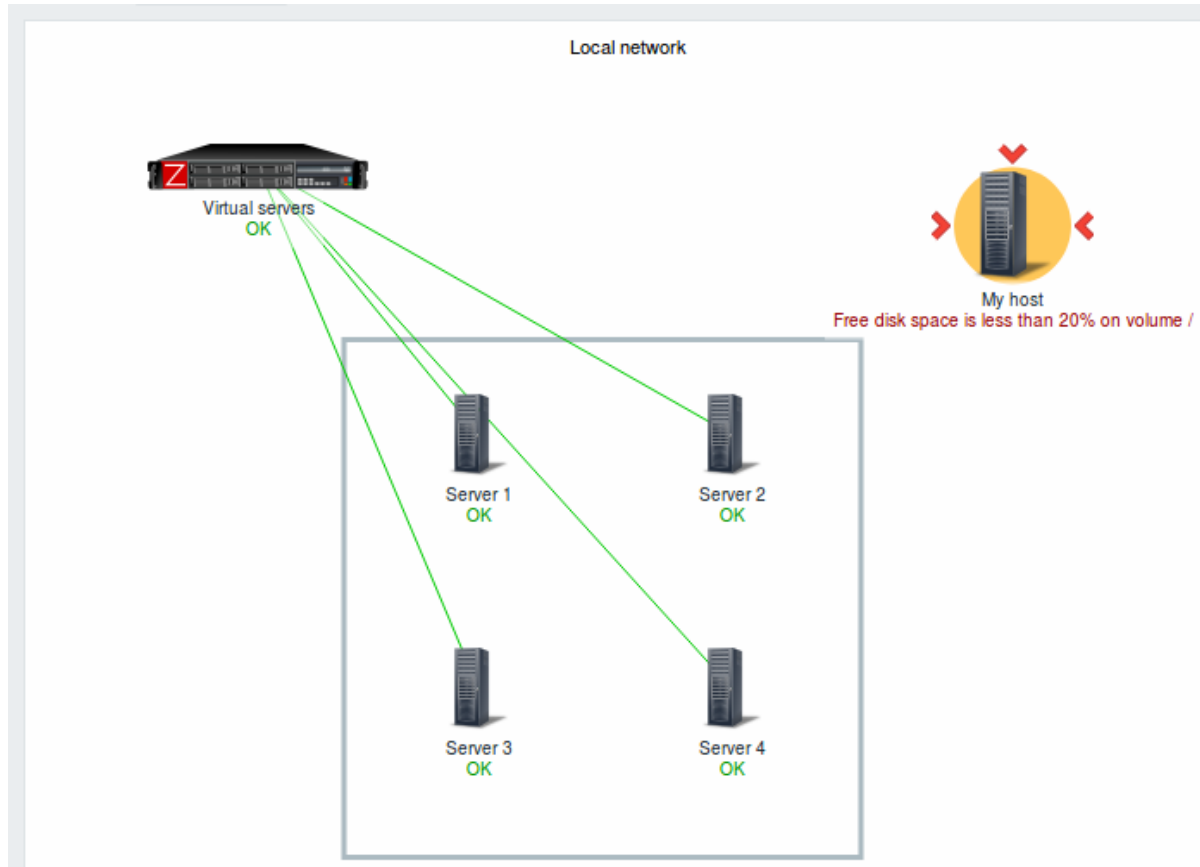 Local network
Z
Virtual servers
OK
My host
Free disk space is less than 20% on volume /
Server 1
OK
Server 2
OK
Server 3
OK
Server 4
OK